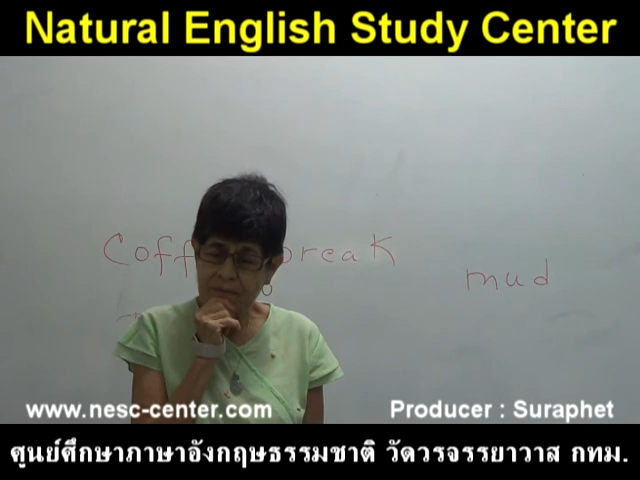 Natural English Study Center
Coff break
mud
www.nesc-center.com Producer : Suraphet
ศูนย์ศึกษาภาษาอังกฤษธรรมชาติ วัดวรจรรยาวาส กทม.